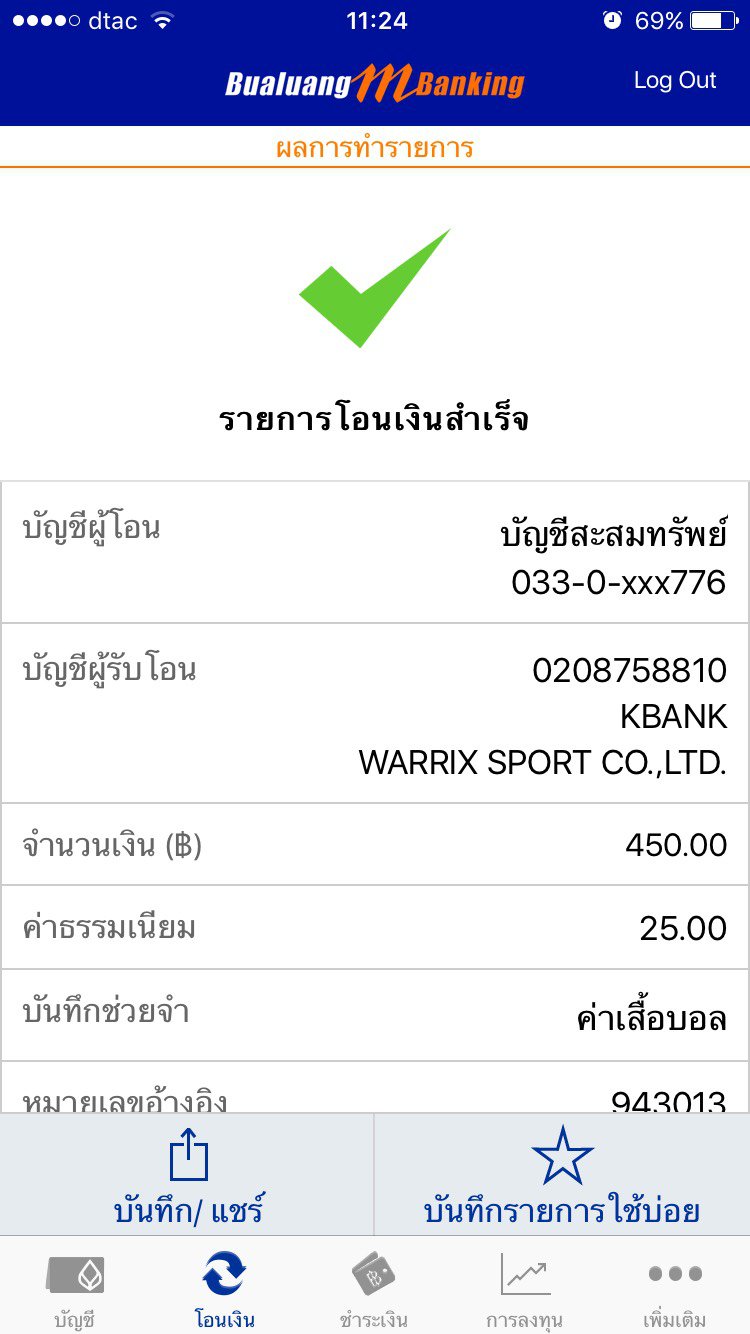 dtac
11:24
69%
Bualuang mBanking
Log Out
ผลการทำรายการ
รายการโอนเงินสำเร็จ
บัญชีผู้โอน
บัญชีสะสมทรัพย์
033-0-xxx776
บัญชีผู้รับโอน
0208758810
KBANK
WARRIX SPORT CO.,LTD.
จำนวนเงิน (฿)
450.00
ค่าธรรมเนียม
25.00
บันทึกช่วยจำ
ค่าเสื้อบอล
หมายเลขอ้างอิง
943013
บันทึก/ แชร์
บันทึกรายการใช้บ่อย
บัญชี
โอนเงิน
ชำระเงิน
การลงทุน
เพิ่มเติม